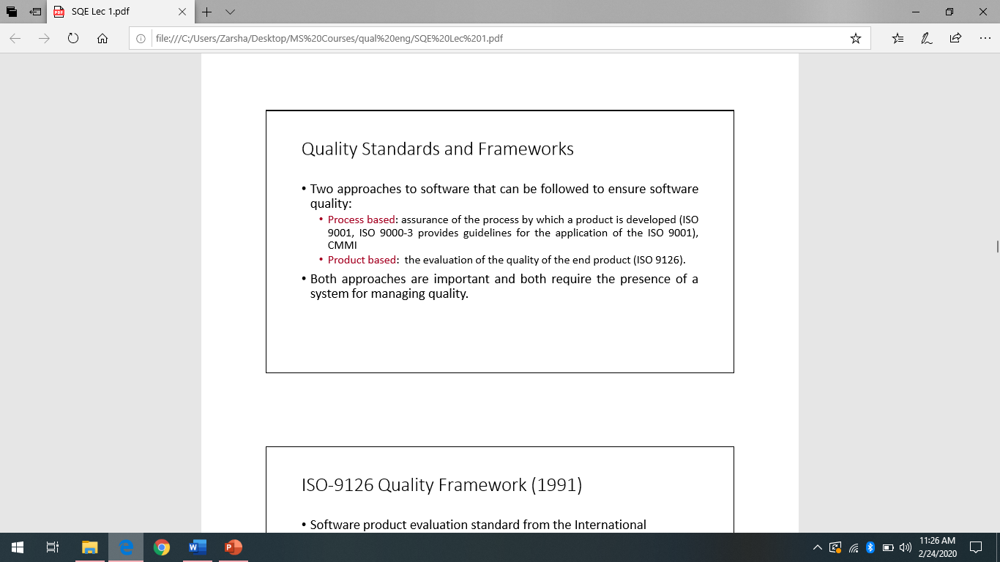 SQE Lec 1.pdf
file:///C:/Users/Zarsha/Desktop/MS%20Courses/qual%20eng/SQE%20Lec%201.pdf
Quality Standards and Frameworks
• Two approaches to software that can be followed to ensure software
quality:
• Process based: assurance of the process by which a product is developed (ISO
9001, ISO 9000-3 provides guidelines for the application of the ISO 9001),
CMMI
• Product based:  the evaluation of the quality of the end product (ISO 9126).
• Both approaches are important and both require the presence of a
system for managing quality.
ISO-9126 Quality Framework (1991)
• Software product evaluation standard from the International
11:26 AM
2/24/2020